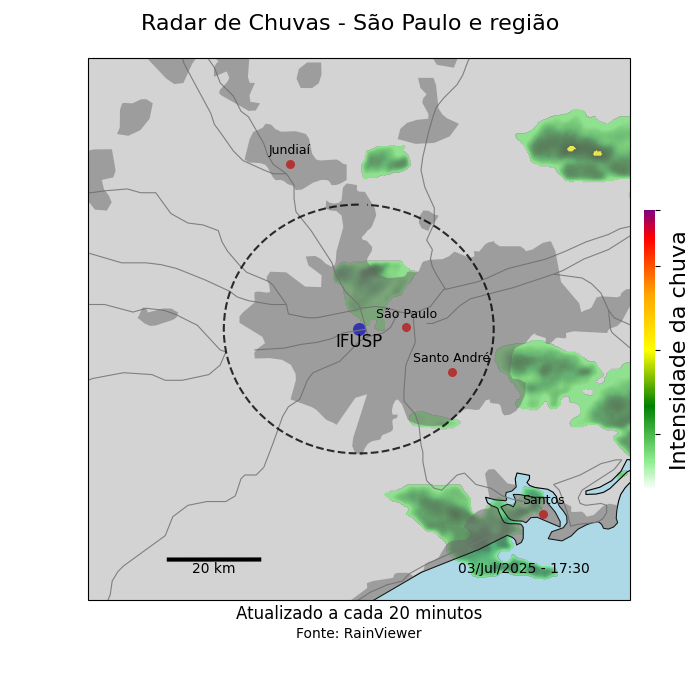 Radar de Chuvas - São Paulo e região
Jundiaí
São Paulo
IFUSP
Santo André
Santos
20 km
03/Jul/2025 - 17:30
Intensidade da chuva
Atualizado a cada 20 minutos
Fonte: RainViewer